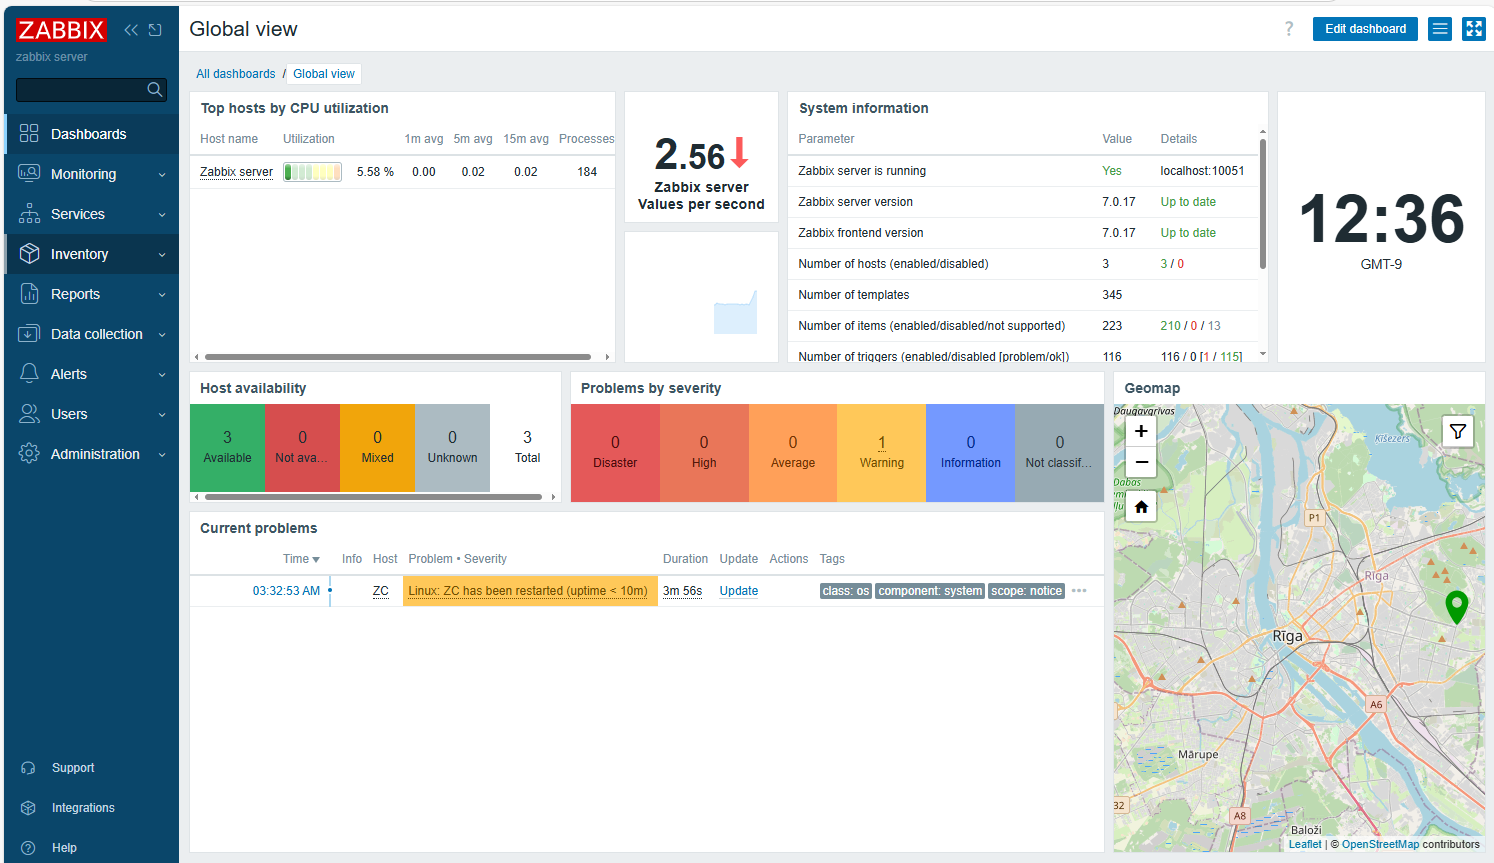 ZABBIX
zabbix server
Dashboards
Monitoring
Services
Inventory
Reports
Data collection
Alerts
Users
Administration
Support
Integrations
Help
Global view
?
Edit dashboard
All dashboards / Global view
Top hosts by CPU utilization
Host name Utilization 1m avg 5m avg 15m avg Processes
Zabbix server 5.58 % 0.00 0.02 0.02 184
2.56
Zabbix server
Values per second
System information
Parameter Value Details
Zabbix server is running Yes localhost:10051
Zabbix server version 7.0.17 Up to date
Zabbix frontend version 7.0.17 Up to date
Number of hosts (enabled/disabled) 3 3 / 0
Number of templates 345
Number of items (enabled/disabled/not supported) 223 210 / 0 / 13
Number of triggers (enabled/disabled [problem/ok]) 116 116 / 0 [1 / 115]
12:36
GMT-9
Host availability
3 Available
0 Not ava...
0 Mixed
0 Unknown
3 Total
Problems by severity
0 Disaster
0 High
0 Average
1 Warning
0 Information
0 Not classif...
Current problems
Time Info Host Problem • Severity Duration Update Actions Tags
03:32:53 AM ZC Linux: ZC has been restarted (uptime < 10m) 3m 56s Update class: os component: system scope: notice
Geomap
Daugavgrīvas
+
−
Ķīšezers
Dabas
P1
Rīga
Rīga
A6
Mārupe
32
A8
Baloži
Leaflet | © OpenStreetMap contributors